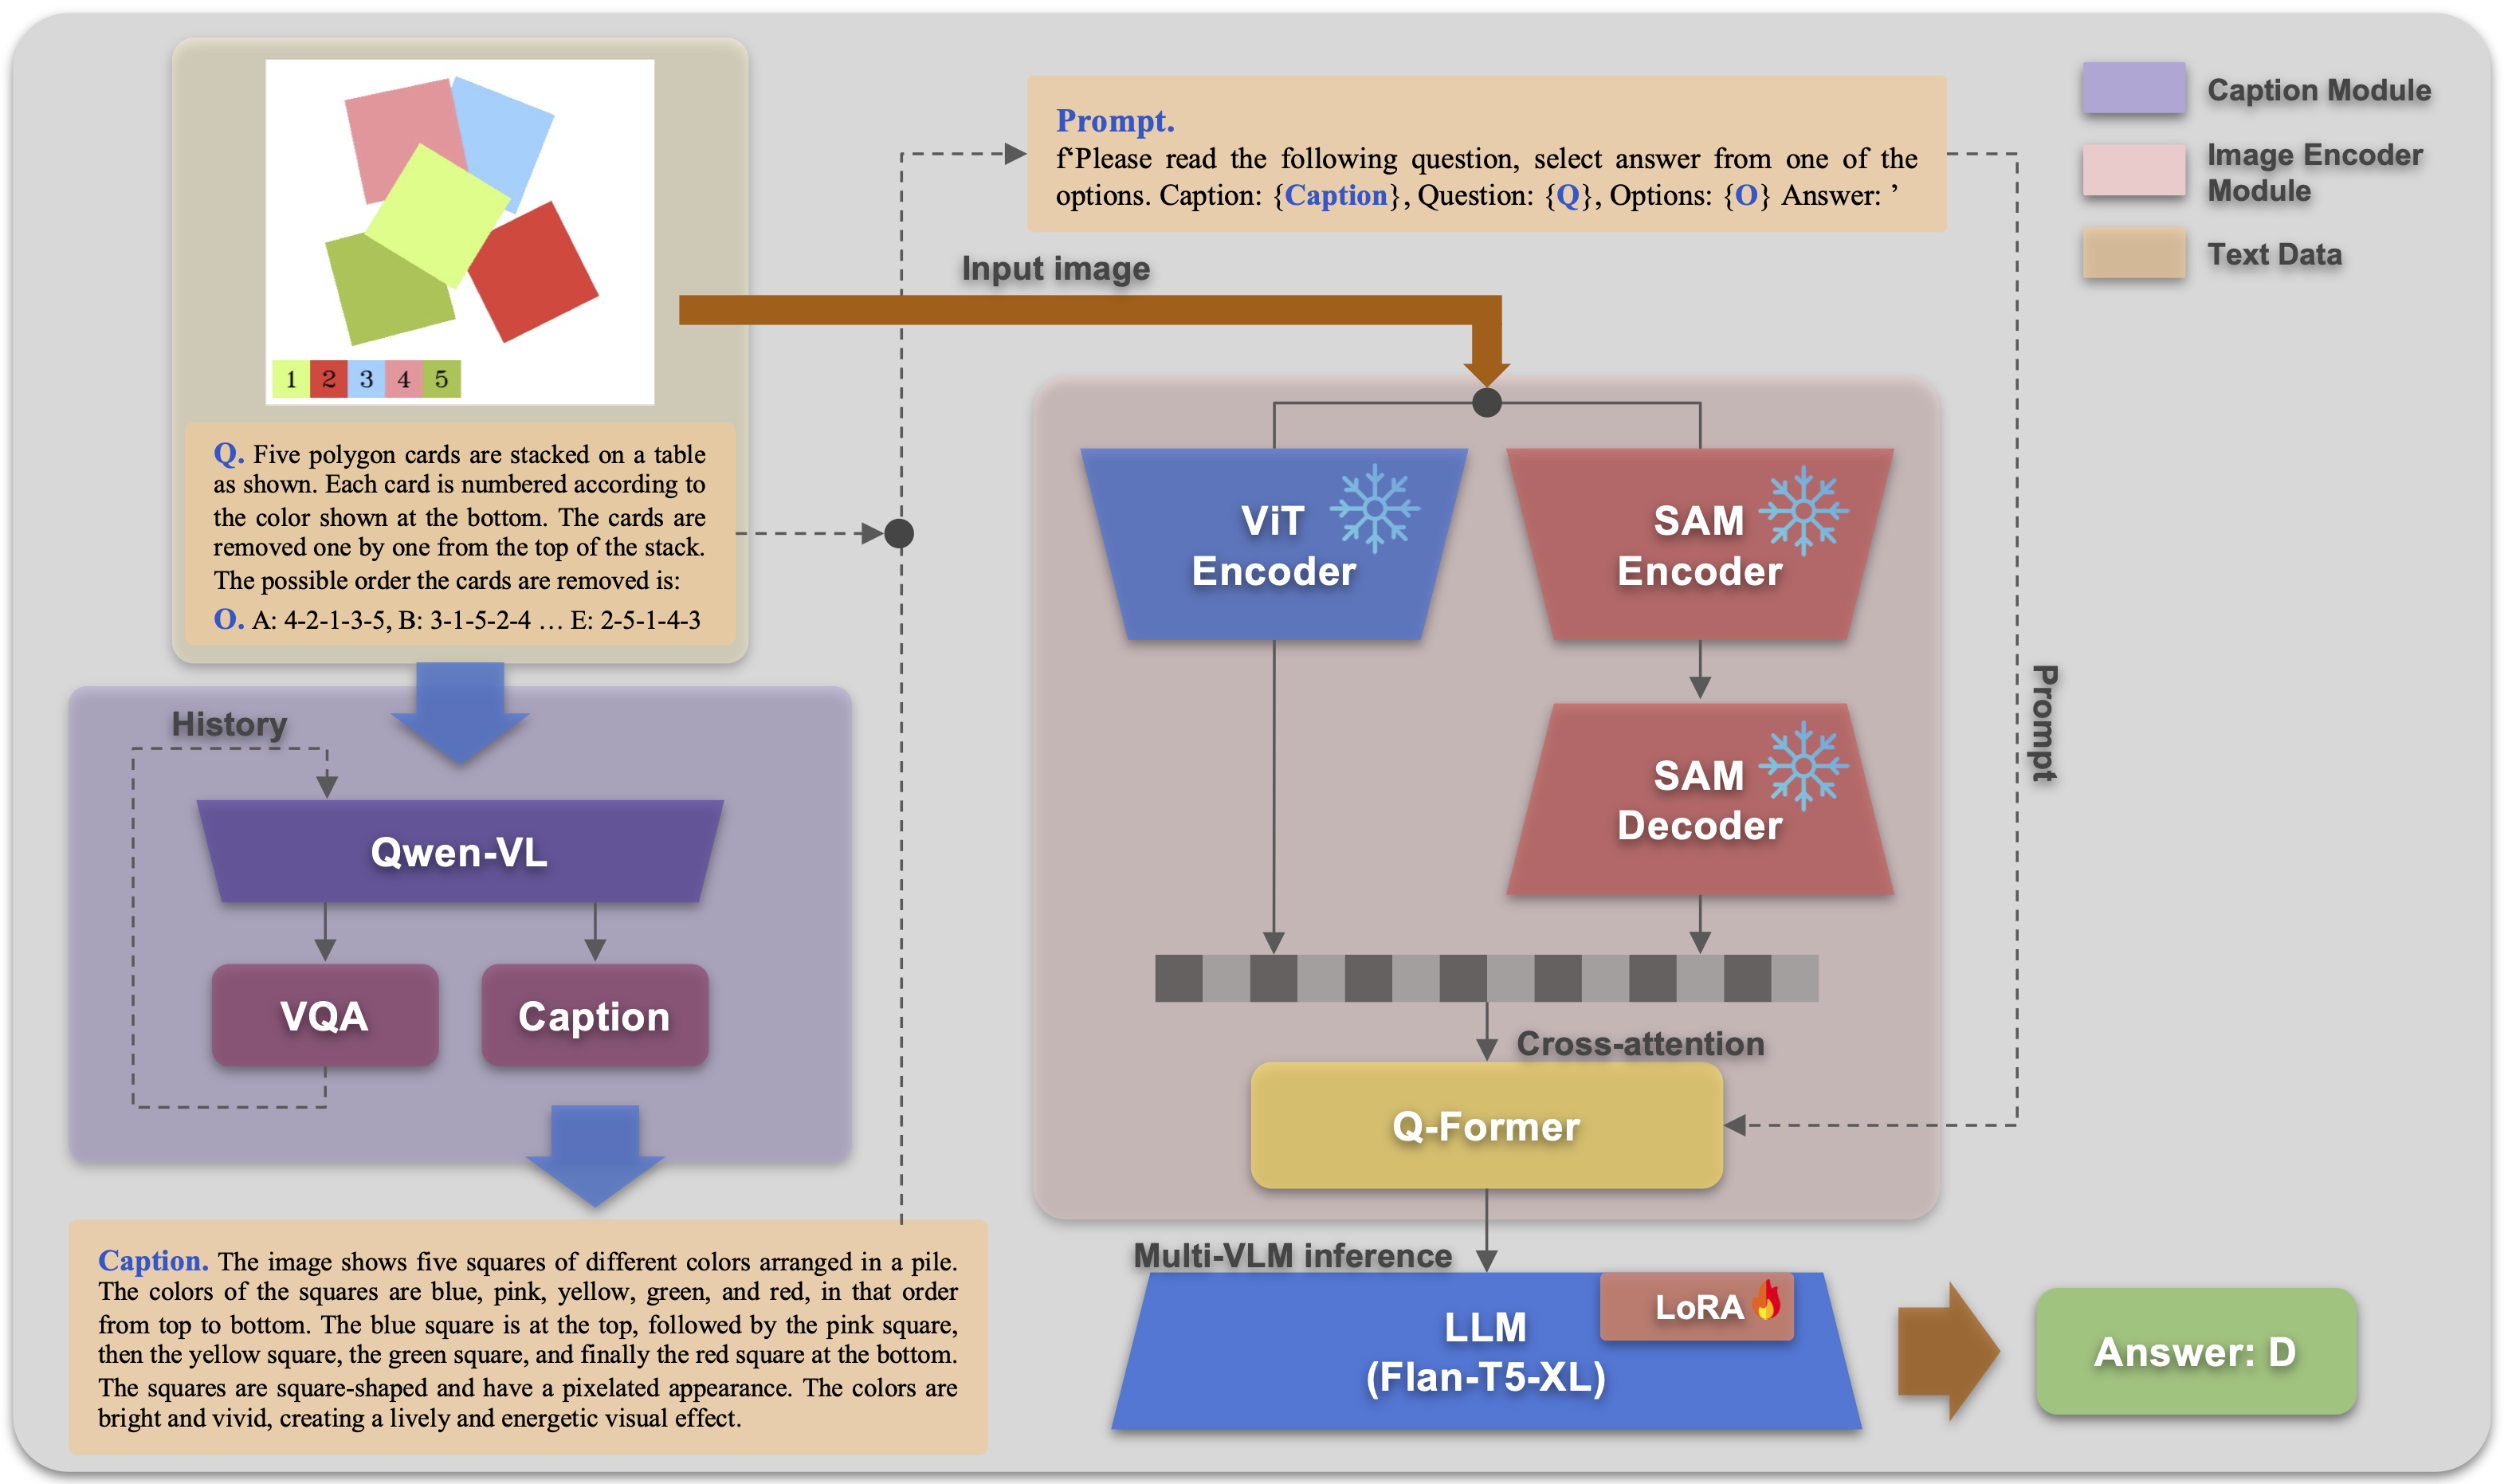 1 2 3 4 5
Q. Five polygon cards are stacked on a table
as shown. Each card is numbered according to
the color shown at the bottom. The cards are
removed one by one from the top of the stack.
The possible order the cards are removed is:
O. A: 4-2-1-3-5, B: 3-1-5-2-4 … E: 2-5-1-4-3
History
Qwen-VL
VQA
Caption
Caption. The image shows five squares of different colors arranged in a pile.
The colors of the squares are blue, pink, yellow, green, and red, in that order
from top to bottom. The blue square is at the top, followed by the pink square,
then the yellow square, the green square, and finally the red square at the bottom.
The squares are square-shaped and have a pixelated appearance. The colors are
bright and vivid, creating a lively and energetic visual effect.
Prompt.
f‘Please read the following question, select answer from one of the
options. Caption: {Caption}, Question: {Q}, Options: {O} Answer: ’
Input image
ViT
Encoder
SAM
Encoder
SAM
Decoder
Cross-attention
Q-Former
Prompt
Multi-VLM inference
LoRA
LLM
(Flan-T5-XL)
Answer: D
Caption Module
Image Encoder
Module
Text Data